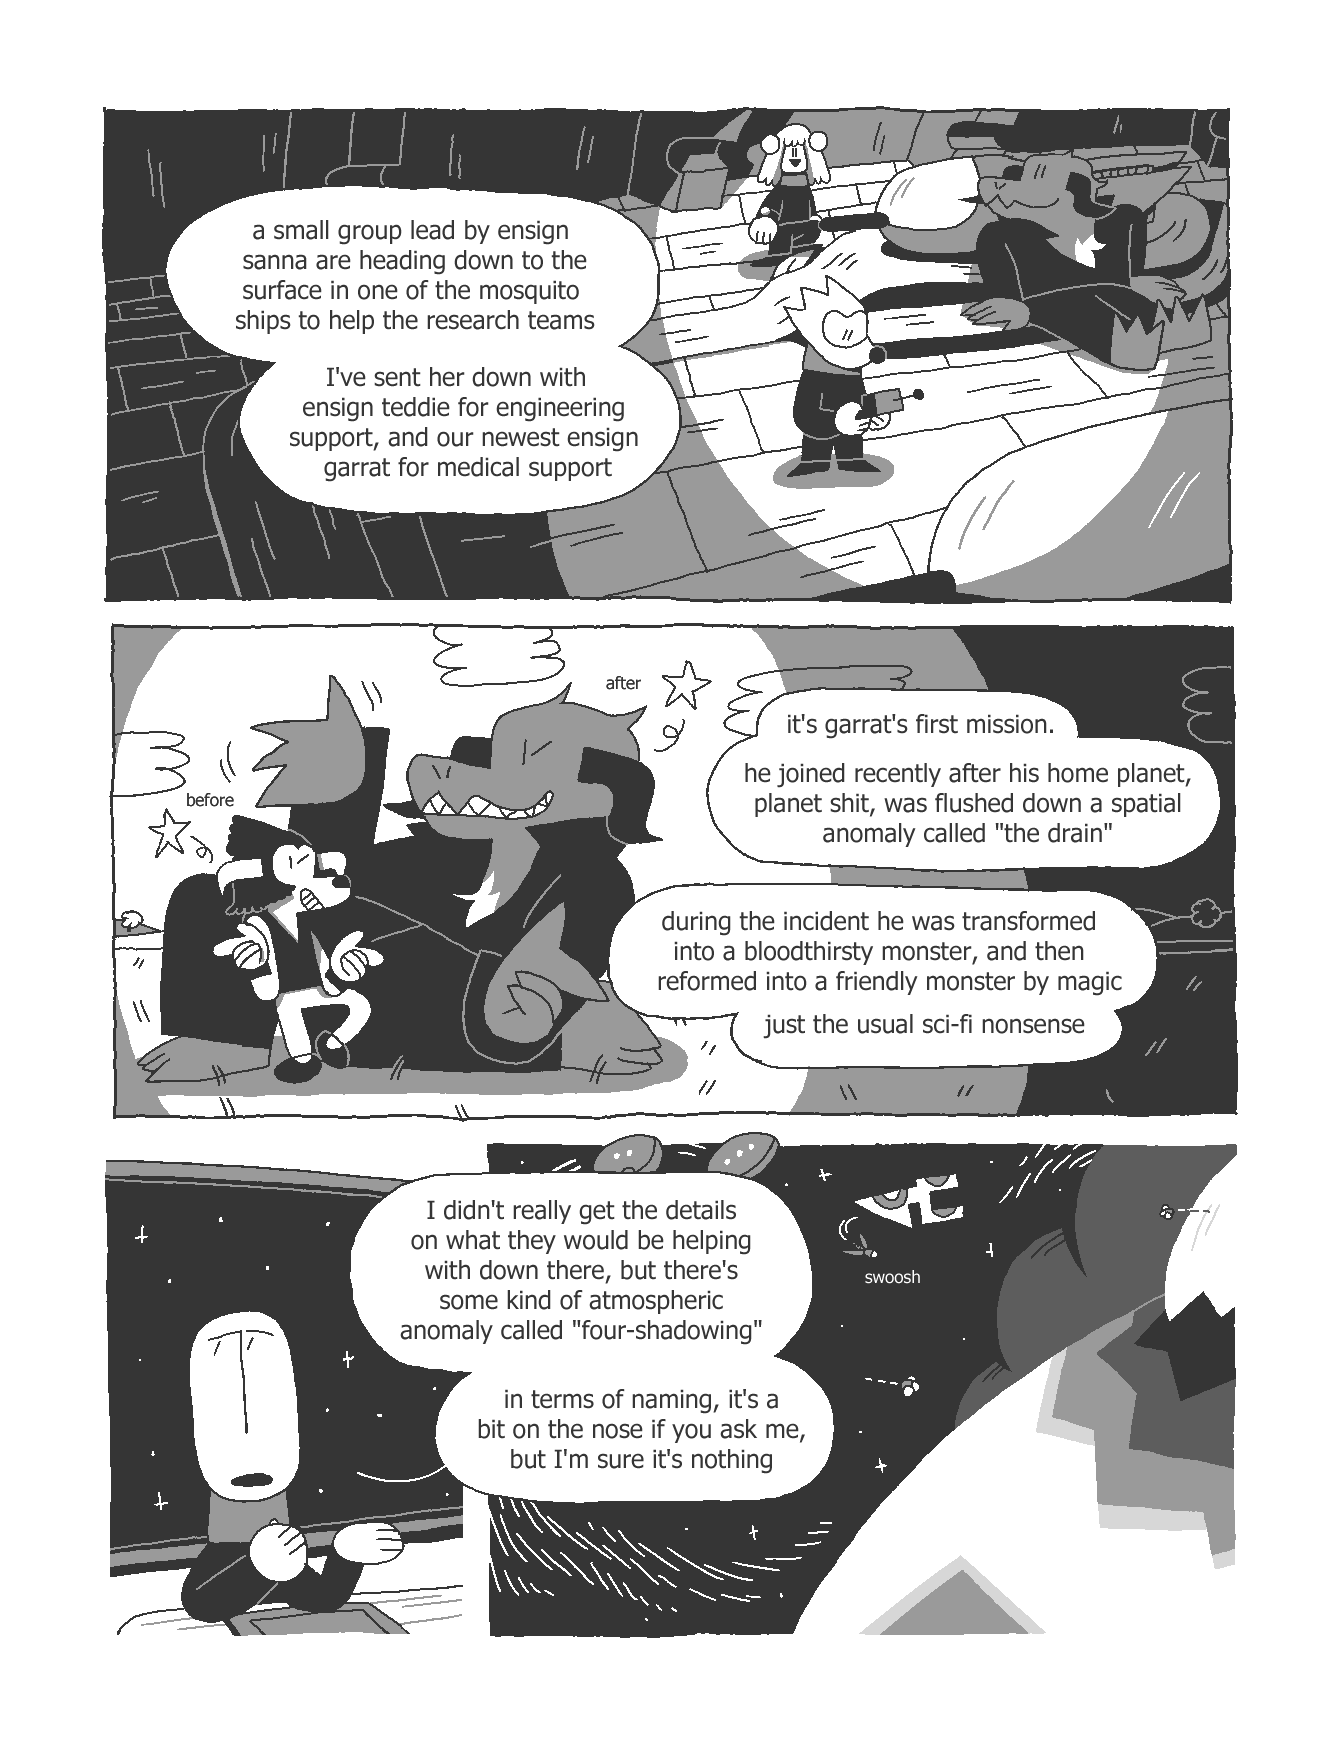 a small group lead by ensign
sanna are heading down to the
surface in one of the mosquito
ships to help the research teams
I've sent her down with
ensign teddie for engineering
support, and our newest ensign
garrat for medical support
before
after
it's garrat's first mission.
he joined recently after his home planet,
planet shit, was flushed down a spatial
anomaly called "the drain"
during the incident he was transformed
into a bloodthirsty monster, and then
reformed into a friendly monster by magic
just the usual sci-fi nonsense
I didn't really get the details
on what they would be helping
with down there, but there's
some kind of atmospheric
anomaly called "four-shadowing"
in terms of naming, it's a
bit on the nose if you ask me,
but I'm sure it's nothing
swoosh